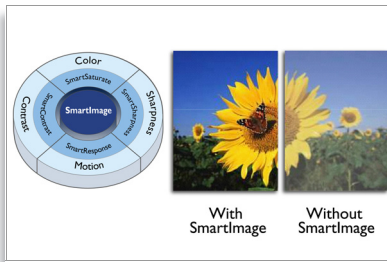 Color
SmartSaturate
Contrast
SmartContrast
SmartImage
SmartSharpness
Sharpness
SmartResponse
Motion
With
SmartImage
Without
SmartImage